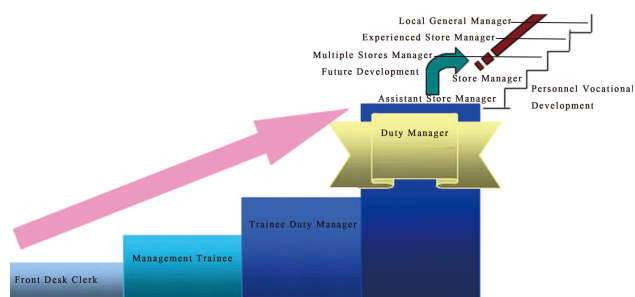 Local General Manager
Experienced Store Manager
Multiple Stores Manager
Future Development
Store Manager
Personnel Vocational
Development
Assistant Store Manager
Duty Manager
Trainee Duty Manager
Management Trainee
Front Desk Clerk